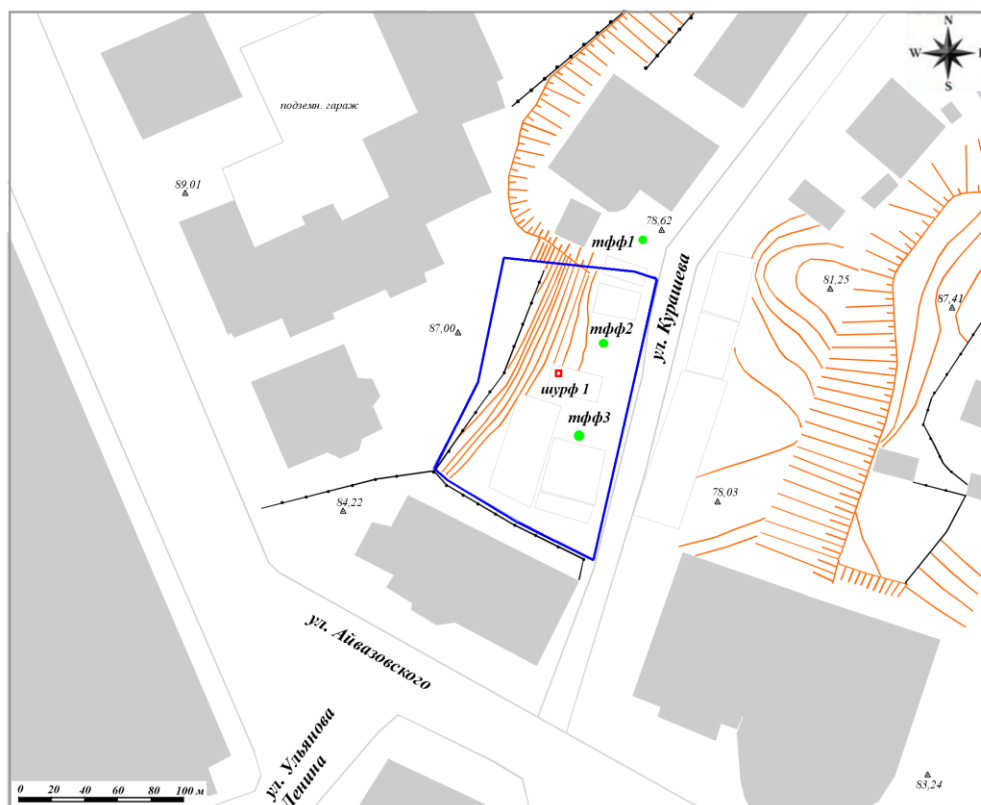 N
W
E
S
подземн. гараж
89,01
78,62
тфф1
ул. Курашева
81,25
87,41
87,00
тфф2
шурф 1
тфф3
84,22
78,03
ул. Айвазовского
ул. Ульянова
Ленина
0 20 40 60 80 100 м
83,24